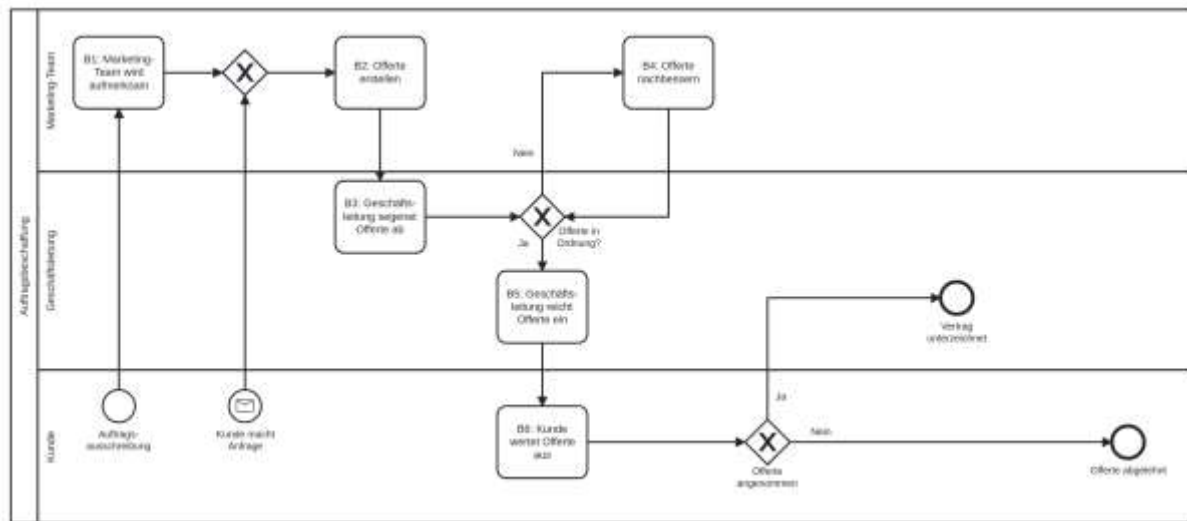 Auftragsbeschaffung
Marketing-Team
B1: Marketing-
Team wird
aufmerksam
B2: Offerte
erstellen
B4: Offerte
nachbessern
Nein
Geschäftsleitung
B3: Geschäfts-
leitung segenet
Offerte ab
Ja
Offerte in
Ordnung?
B5: Geschäfts-
leitung reicht
Offerte ein
Vertrag
unterzeichnet
Kunde
Auftrags-
ausschreibung
Kunde macht
Anfrage
B6: Kunde
wertet Offerte
aus
Ja
Nein
Offerte
angenommen
Offerte abgelehnt